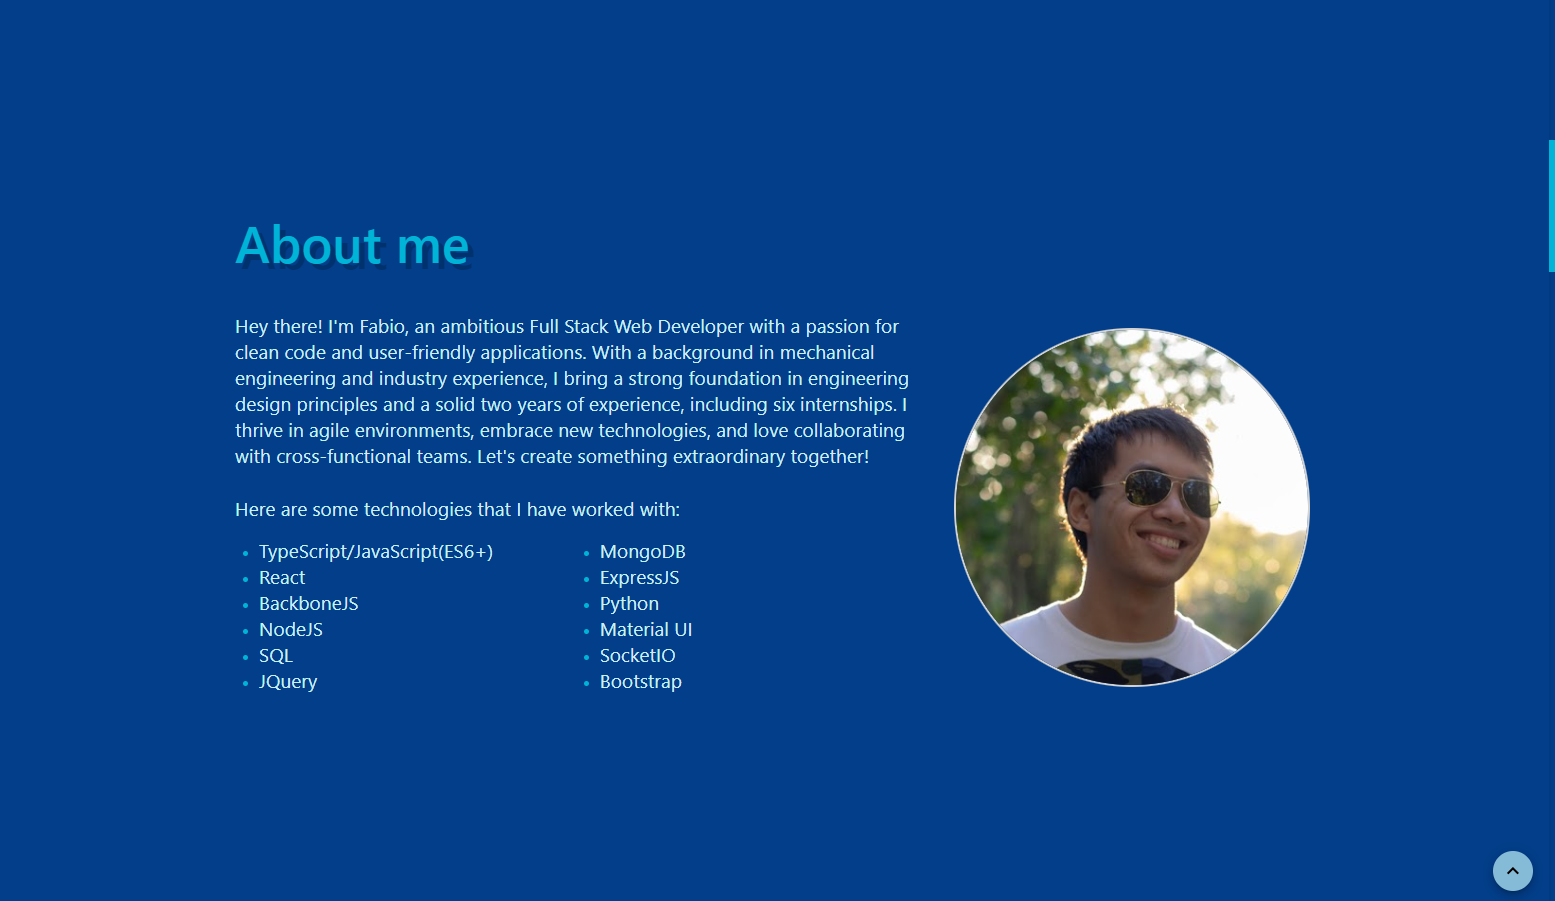 About me
Hey there! I'm Fabio, an ambitious Full Stack Web Developer with a passion for
clean code and user-friendly applications. With a background in mechanical
engineering and industry experience, I bring a strong foundation in engineering
design principles and a solid two years of experience, including six internships. I
thrive in agile environments, embrace new technologies, and love collaborating
with cross-functional teams. Let's create something extraordinary together!
Here are some technologies that I have worked with:
TypeScript/JavaScript(ES6+)
React
BackboneJS
NodeJS
SQL
JQuery
MongoDB
ExpressJS
Python
Material UI
SocketIO
Bootstrap